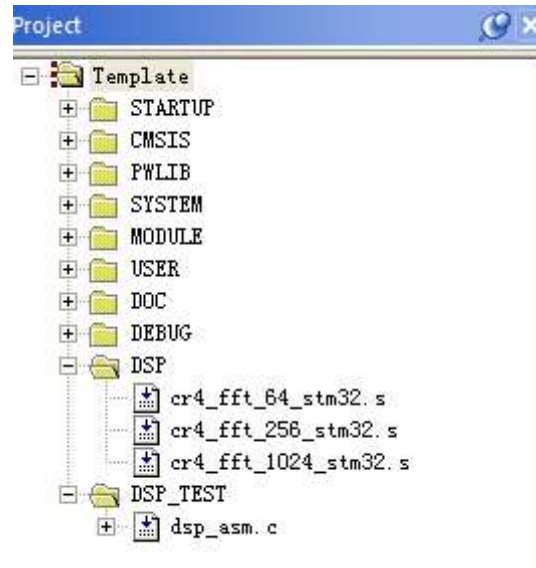 Project
Template
STARTUP
CMSIS
PWLIB
SYSTEM
MODULE
USER
DOC
DEBUG
DSP
cr4_fft_64_stm32.s
cr4_fft_256_stm32.s
cr4_fft_1024_stm32.s
DSP_TEST
dsp_asm.c